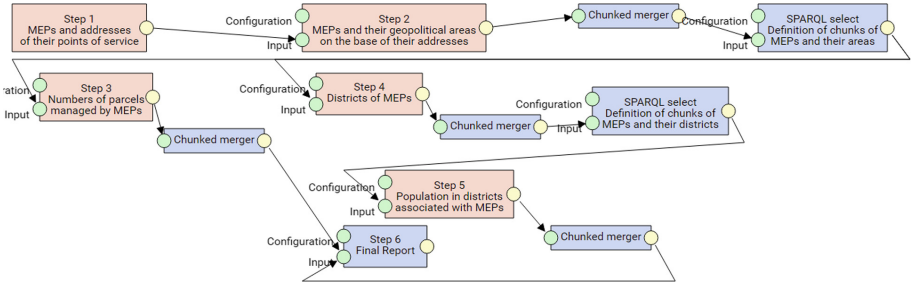 Step 1
MEPs and addresses
of their points of service
Configuration
Input
Step 2
MEPs and their geopolitical areas
on the base of their addresses
Chunked merger
Configuration
Input
SPARQL select
Definition of chunks of
MEPs and their areas
ration
Input
Step 3
Numbers of parcels
managed by MEPs
Chunked merger
Configuration
Input
Step 4
Districts of MEPs
Chunked merger
Configuration
Input
SPARQL select
Definition of chunks of
MEPs and their districts
Configuration
Input
Step 5
Population in districts
associated with MEPs
Chunked merger
Configuration
Input
Step 6
Final Report